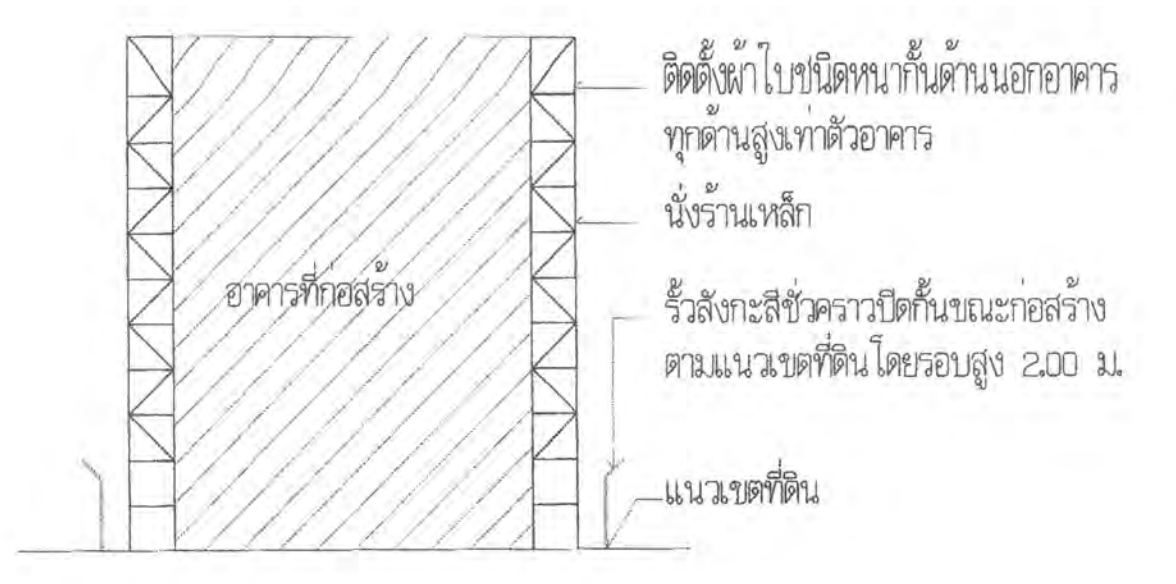 ติดตั้งผ้าใบชนิดหนากั้นด้านนอกอาคาร
ทุกด้านสูงเท่าตัวอาคาร
นั่งร้านเหล็ก
อาคารที่ก่อสร้าง
รั้วสังกะสีชั่วคราวปิดกั้นขณะก่อสร้าง
ตามแนวเขตที่ดินโดยรอบสูง 2.00 ม.
แนวเขตที่ดิน